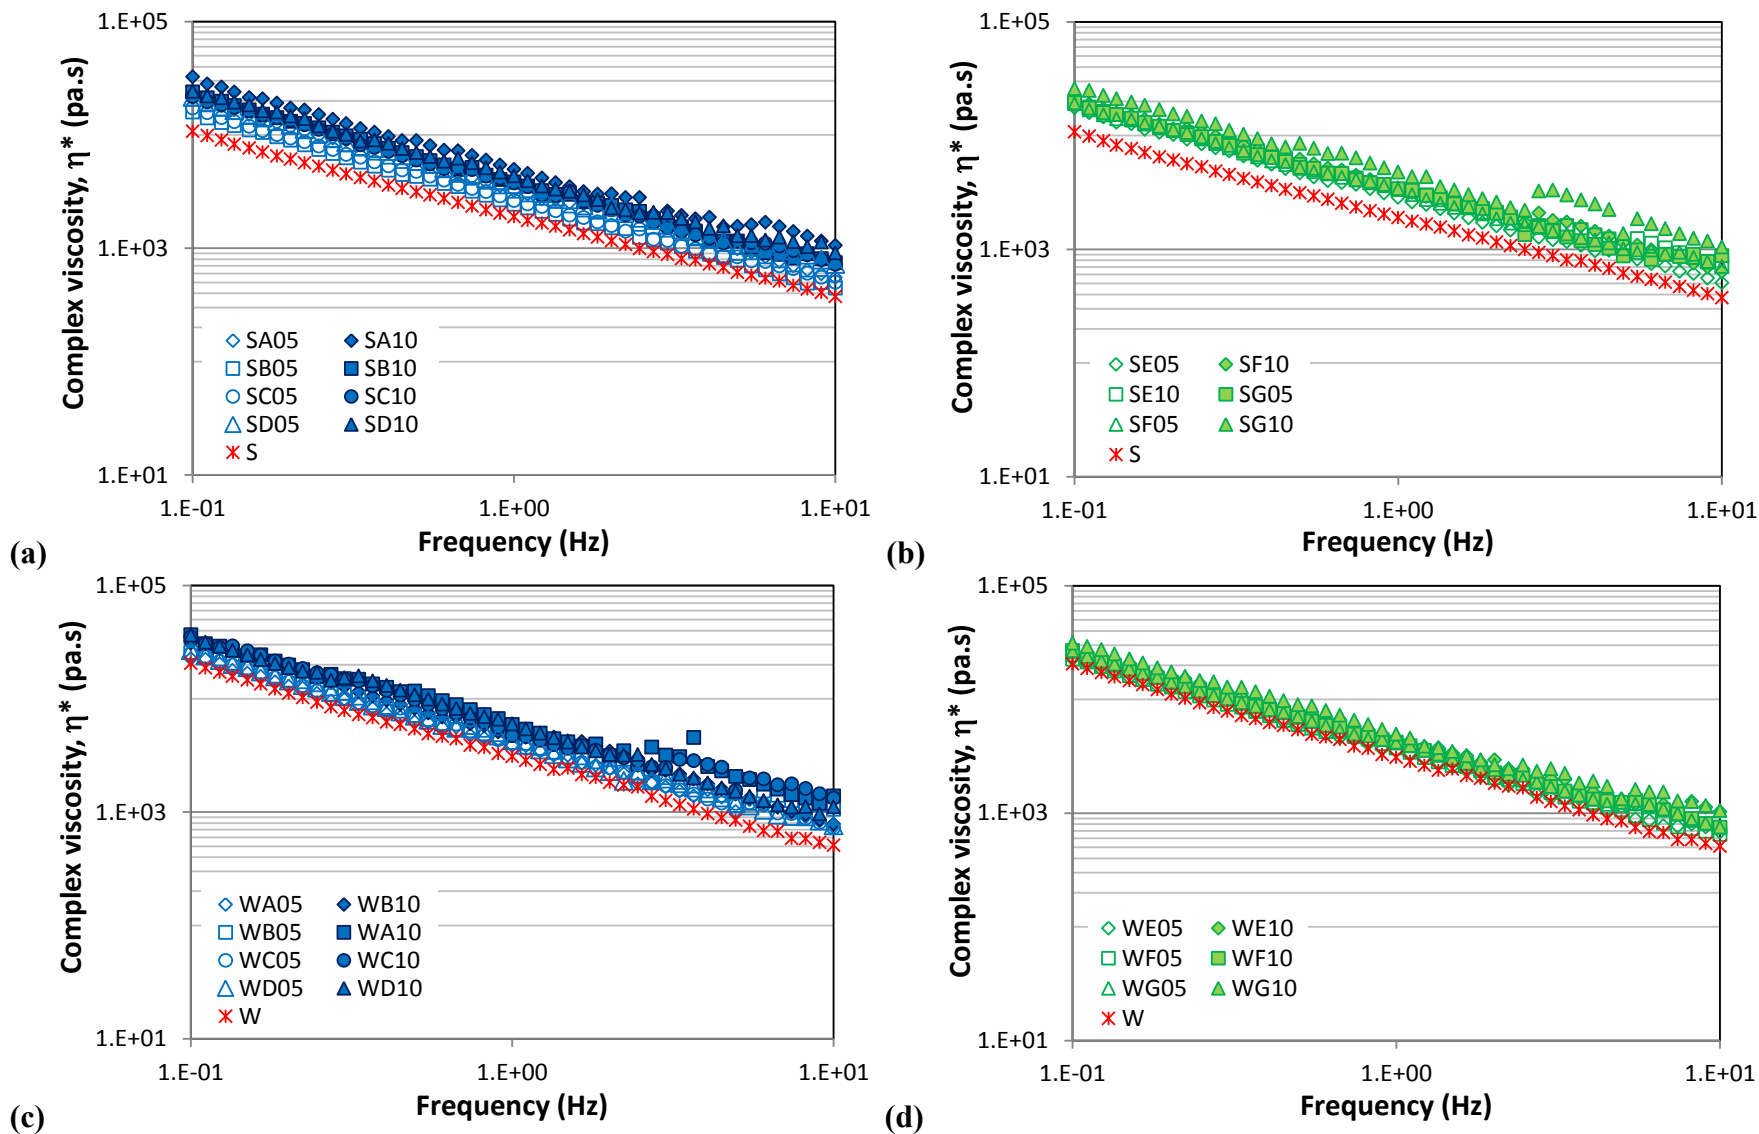 1.E+05
1.E+03
1.E+01
Complex viscosity, η* (pa.s)
SA05 SA10
SB05 SB10
SC05 SC10
SD05 SD10
S
1.E-01 1.E+00 1.E+01
Frequency (Hz)
(a)
1.E+05
1.E+03
1.E+01
Complex viscosity, η* (pa.s)
SE05 SF10
SE10 SG05
SF05 SG10
S
1.E-01 1.E+00 1.E+01
Frequency (Hz)
(b)
1.E+05
1.E+03
1.E+01
Complex viscosity, η* (pa.s)
WA05 WB10
WB05 WA10
WC05 WC10
WD05 WD10
W
1.E-01 1.E+00 1.E+01
Frequency (Hz)
(c)
1.E+05
1.E+03
1.E+01
Complex viscosity, η* (pa.s)
WE05 WE10
WF05 WF10
WG05 WG10
W
1.E-01 1.E+00 1.E+01
Frequency (Hz)
(d)